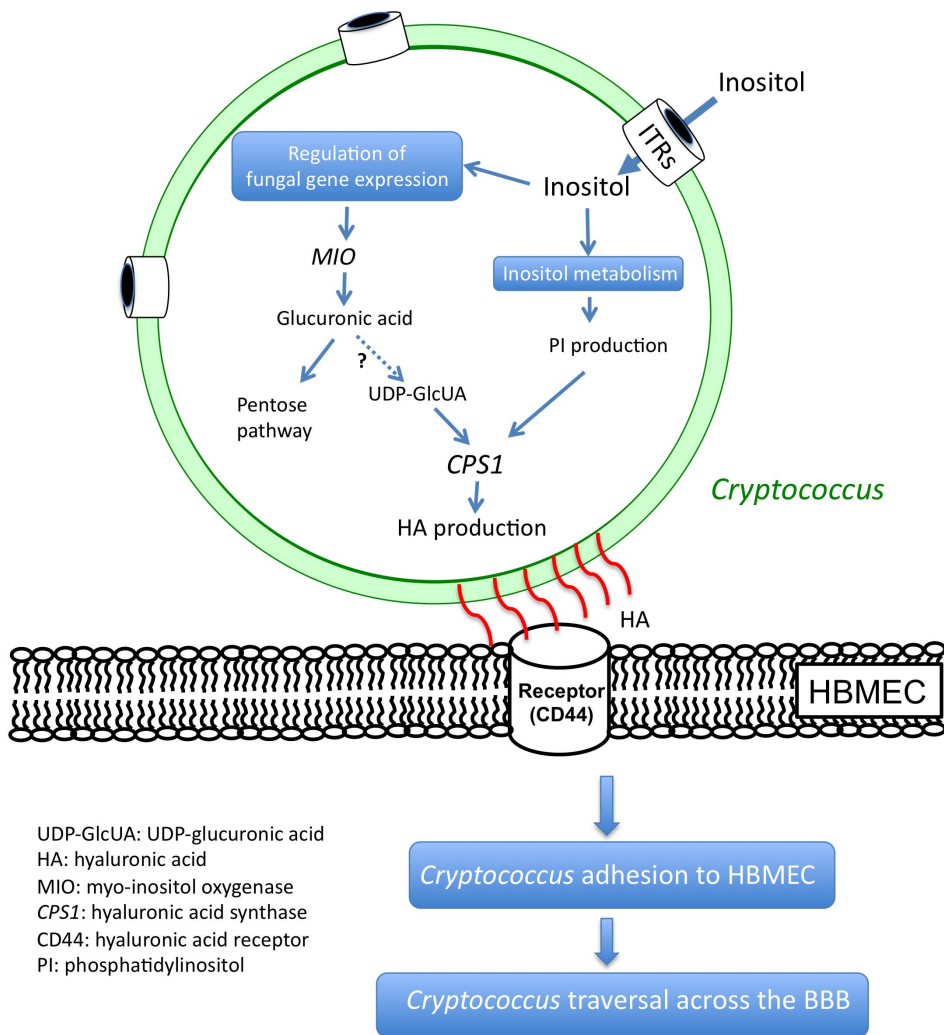 Inositol
ITRs
Regulation of
fungal gene expression
Inositol
MIO
Inositol metabolism
Glucuronic acid
PI production
?
UDP-GlcUA
Pentose
pathway
CPS1
Cryptococcus
HA production
HA
Receptor
(CD44)
HBMEC
UDP-GlcUA: UDP-glucuronic acid
HA: hyaluronic acid
MIO: myo-inositol oxygenase
CPS1: hyaluronic acid synthase
CD44: hyaluronic acid receptor
PI: phosphatidylinositol
Cryptococcus adhesion to HBMEC
Cryptococcus traversal across the BBB